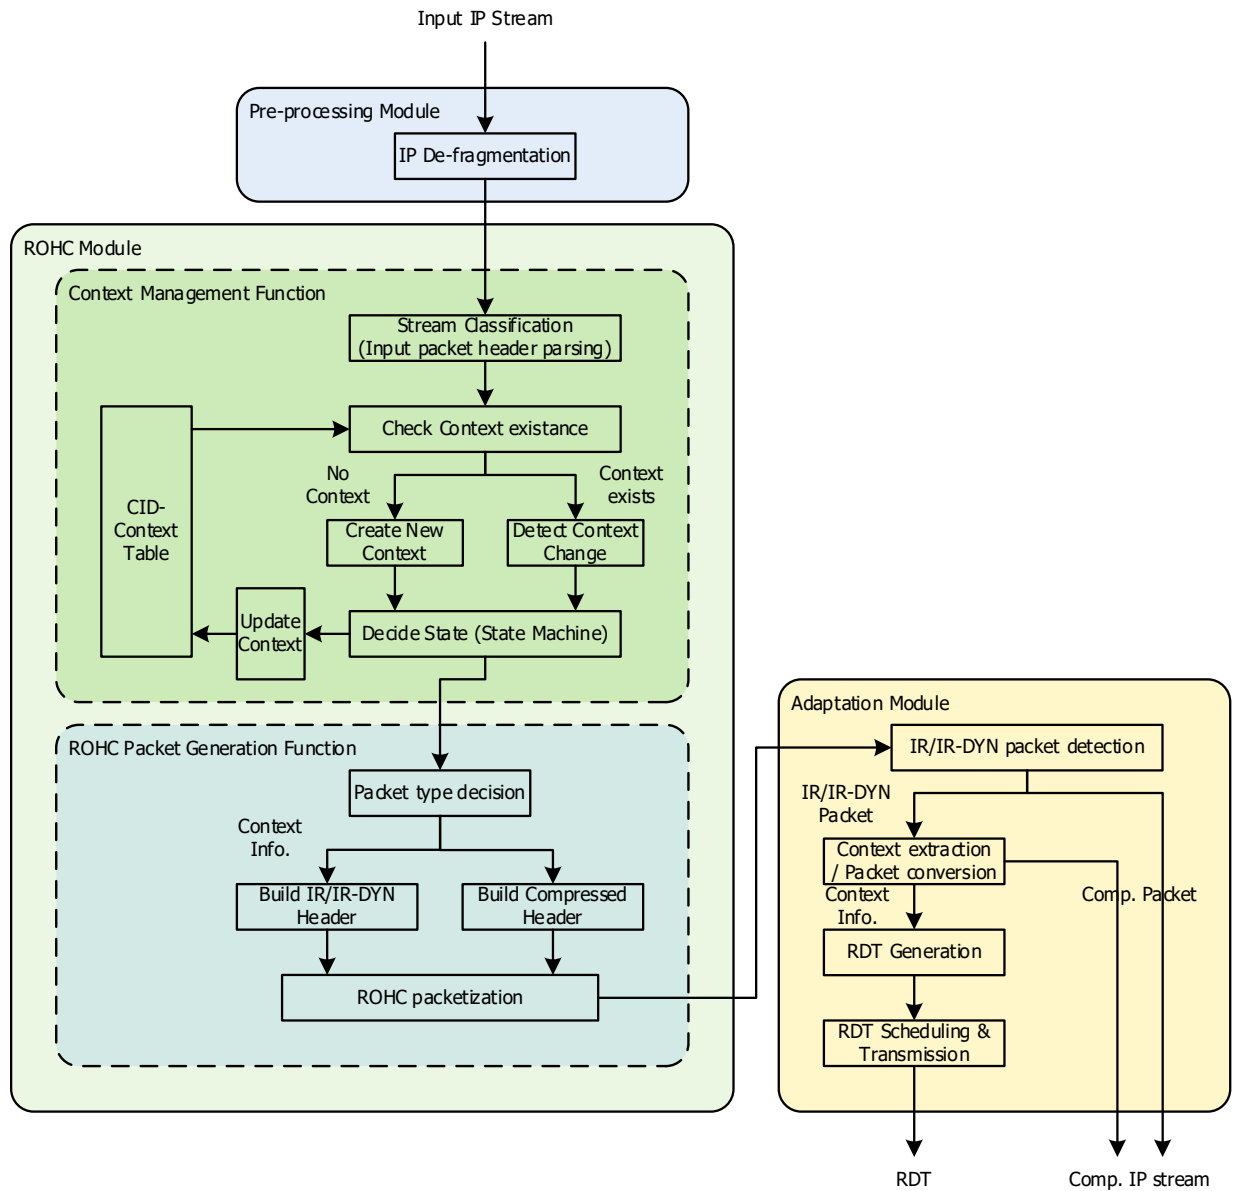 Input IP Stream
Pre-processing Module
IP De-fragmentation
ROHC Module
Context Management Function
Stream Classification
(Input packet header parsing)
Check Context existance
No
Context
Context
exists
CID-
Context
Table
Create New
Context
Detect Context
Change
Update
Context
Decide State (State Machine)
ROHC Packet Generation Function
Packet type decision
Context
Info.
Build IR/IR-DYN
Header
Build Compressed
Header
ROHC packetization
Adaptation Module
IR/IR-DYN packet detection
IR/IR-DYN
Packet
Context extraction
/ Packet conversion
Context
Info.
Comp. Packet
RDT Generation
RDT Scheduling &
Transmission
RDT
Comp. IP stream